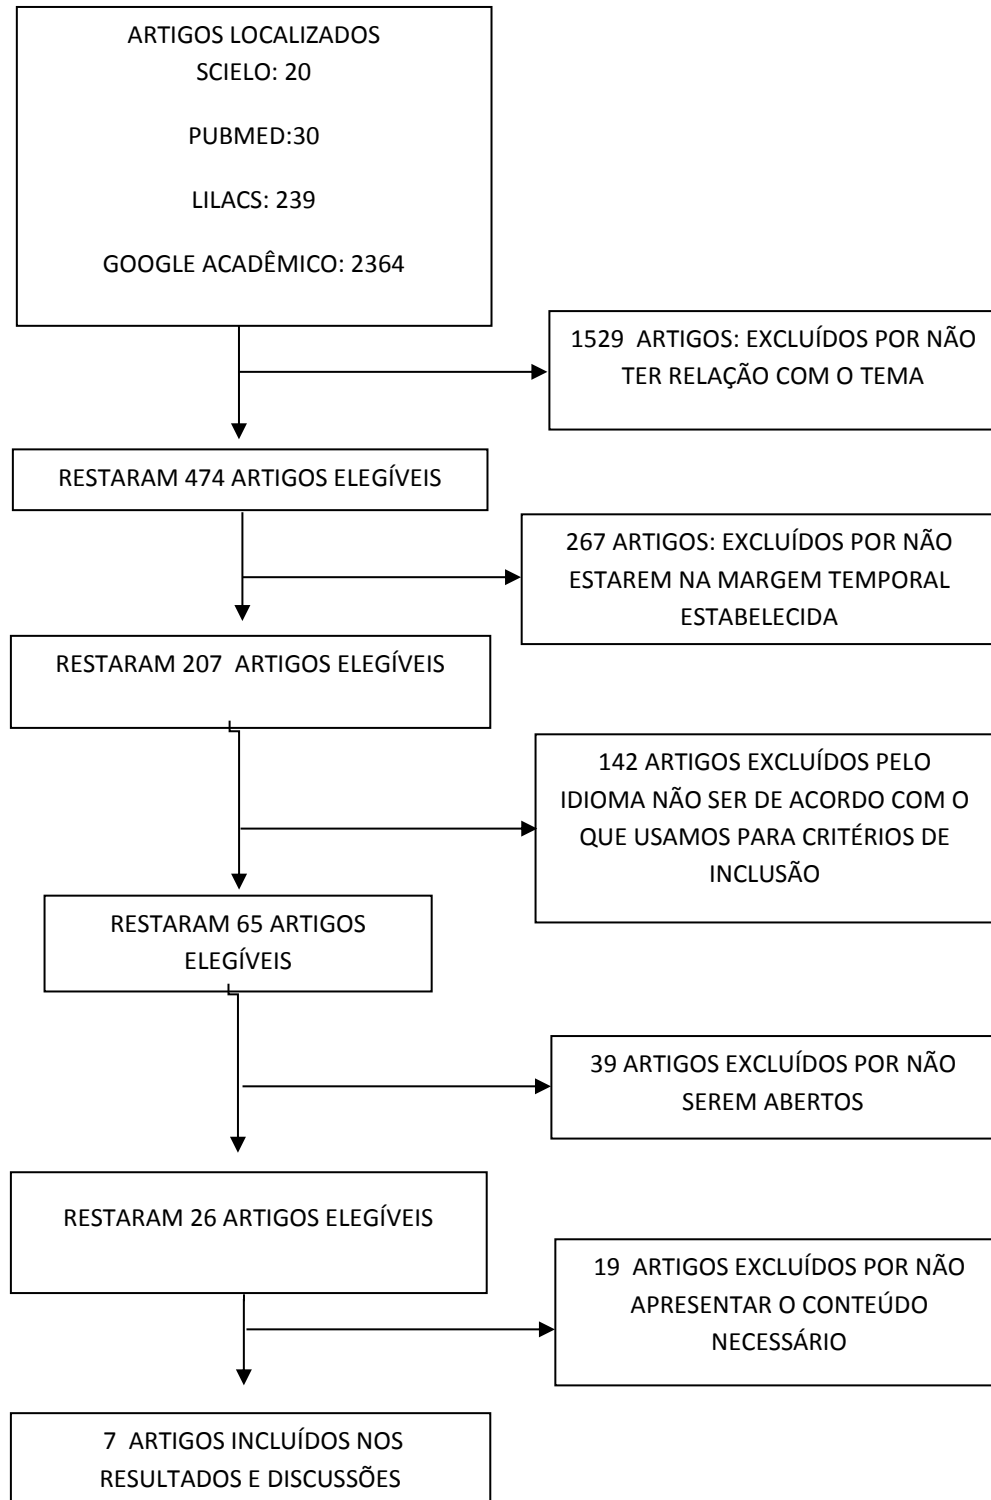 ARTIGOS LOCALIZADOS
SCIELO: 20
PUBMED:30
LILACS: 239
GOOGLE ACADÊMICO: 2364
1529 ARTIGOS: EXCLUÍDOS POR NÃO
TER RELAÇÃO COM O TEMA
RESTARAM 474 ARTIGOS ELEGÍVEIS
267 ARTIGOS: EXCLUÍDOS POR NÃO
ESTAREM NA MARGEM TEMPORAL
ESTABELECIDA
RESTARAM 207 ARTIGOS ELEGÍVEIS
142 ARTIGOS EXCLUÍDOS PELO
IDIOMA NÃO SER DE ACORDO COM O
QUE USAMOS PARA CRITÉRIOS DE
INCLUSÃO
RESTARAM 65 ARTIGOS
ELEGÍVEIS
39 ARTIGOS EXCLUÍDOS POR NÃO
SEREM ABERTOS
RESTARAM 26 ARTIGOS ELEGÍVEIS
19 ARTIGOS EXCLUÍDOS POR NÃO
APRESENTAR O CONTEÚDO
NECESSÁRIO
7 ARTIGOS INCLUÍDOS NOS
RESULTADOS E DISCUSSÕES